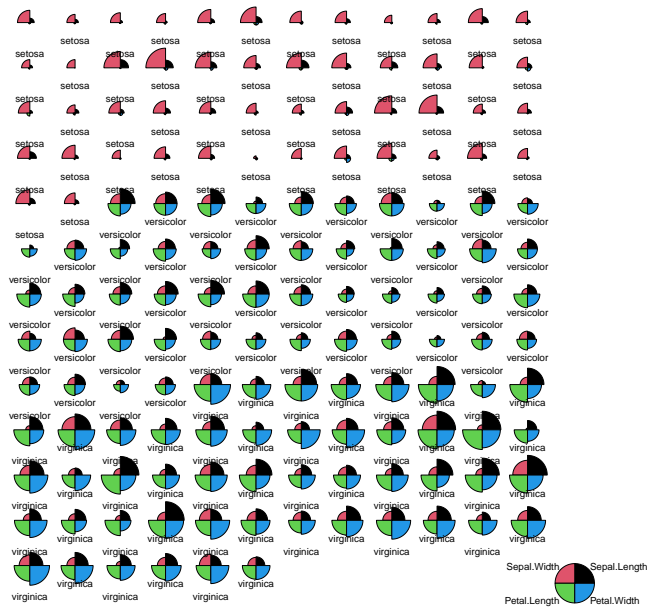 setosa setosa setosa setosa setosa setosa
setosa setosa setosa setosa setosa setosa
setosa setosa setosa setosa setosa setosa
setosa setosa setosa setosa setosa setosa
setosa setosa setosa setosa setosa setosa
setosa setosa setosa setosa setosa setosa
setosa setosa setosa setosa setosa setosa
setosa setosa setosa setosa setosa setosa
setosa versicolor versicolor versicolor versicolor versicolor
setosa versicolor versicolor versicolor versicolor versicolor
versicolor versicolor versicolor versicolor versicolor versicolor
versicolor versicolor versicolor versicolor versicolor versicolor
versicolor versicolor versicolor versicolor versicolor versicolor
versicolor versicolor versicolor versicolor versicolor versicolor
versicolor versicolor versicolor versicolor versicolor versicolor
versicolor versicolor versicolor versicolor versicolor versicolor
versicolor versicolor virginica virginica virginica virginica
versicolor versicolor virginica virginica virginica virginica
virginica virginica virginica virginica virginica virginica
virginica virginica virginica virginica virginica virginica
virginica virginica virginica virginica virginica virginica
virginica virginica virginica virginica virginica virginica
virginica virginica virginica virginica virginica virginica
virginica virginica virginica virginica virginica virginica
Sepal.Width Sepal.Length
virginica virginica virginica
virginica virginica virginica
Petal.Length Petal.Width